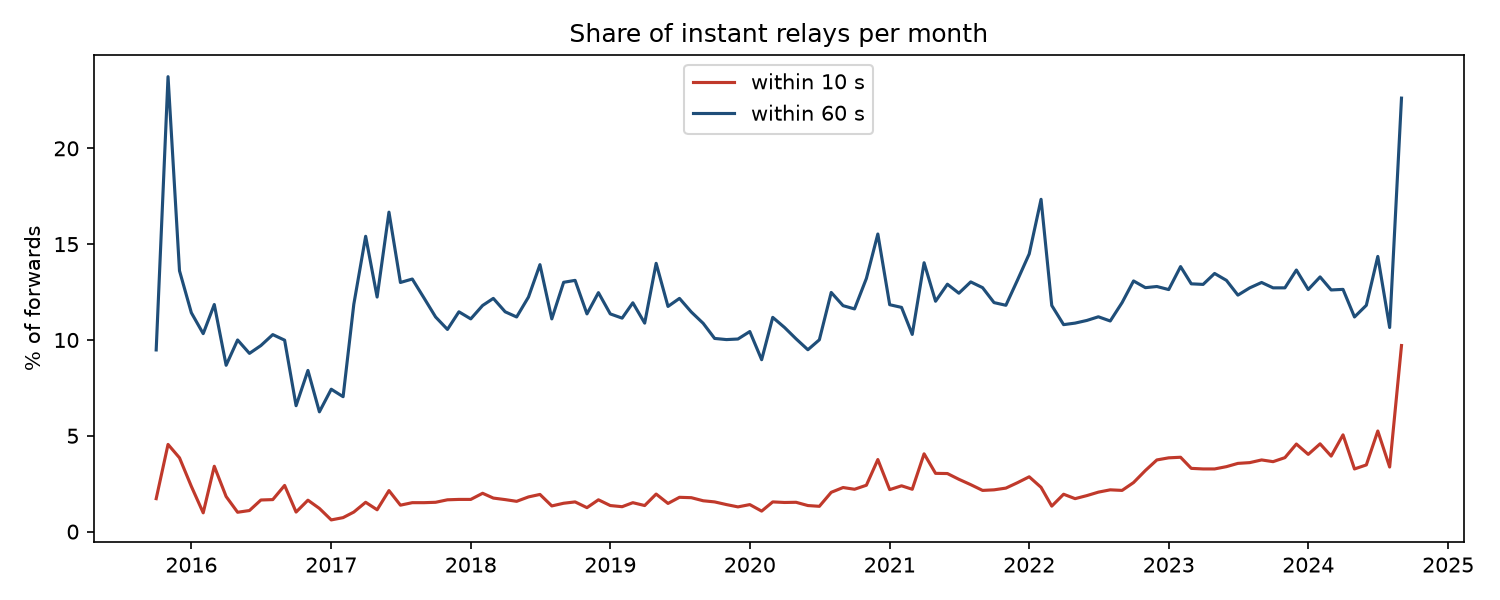 Share of instant relays per month
within 10 s
within 60 s
% of forwards
20
15
10
5
0
2016 2017 2018 2019 2020 2021 2022 2023 2024 2025